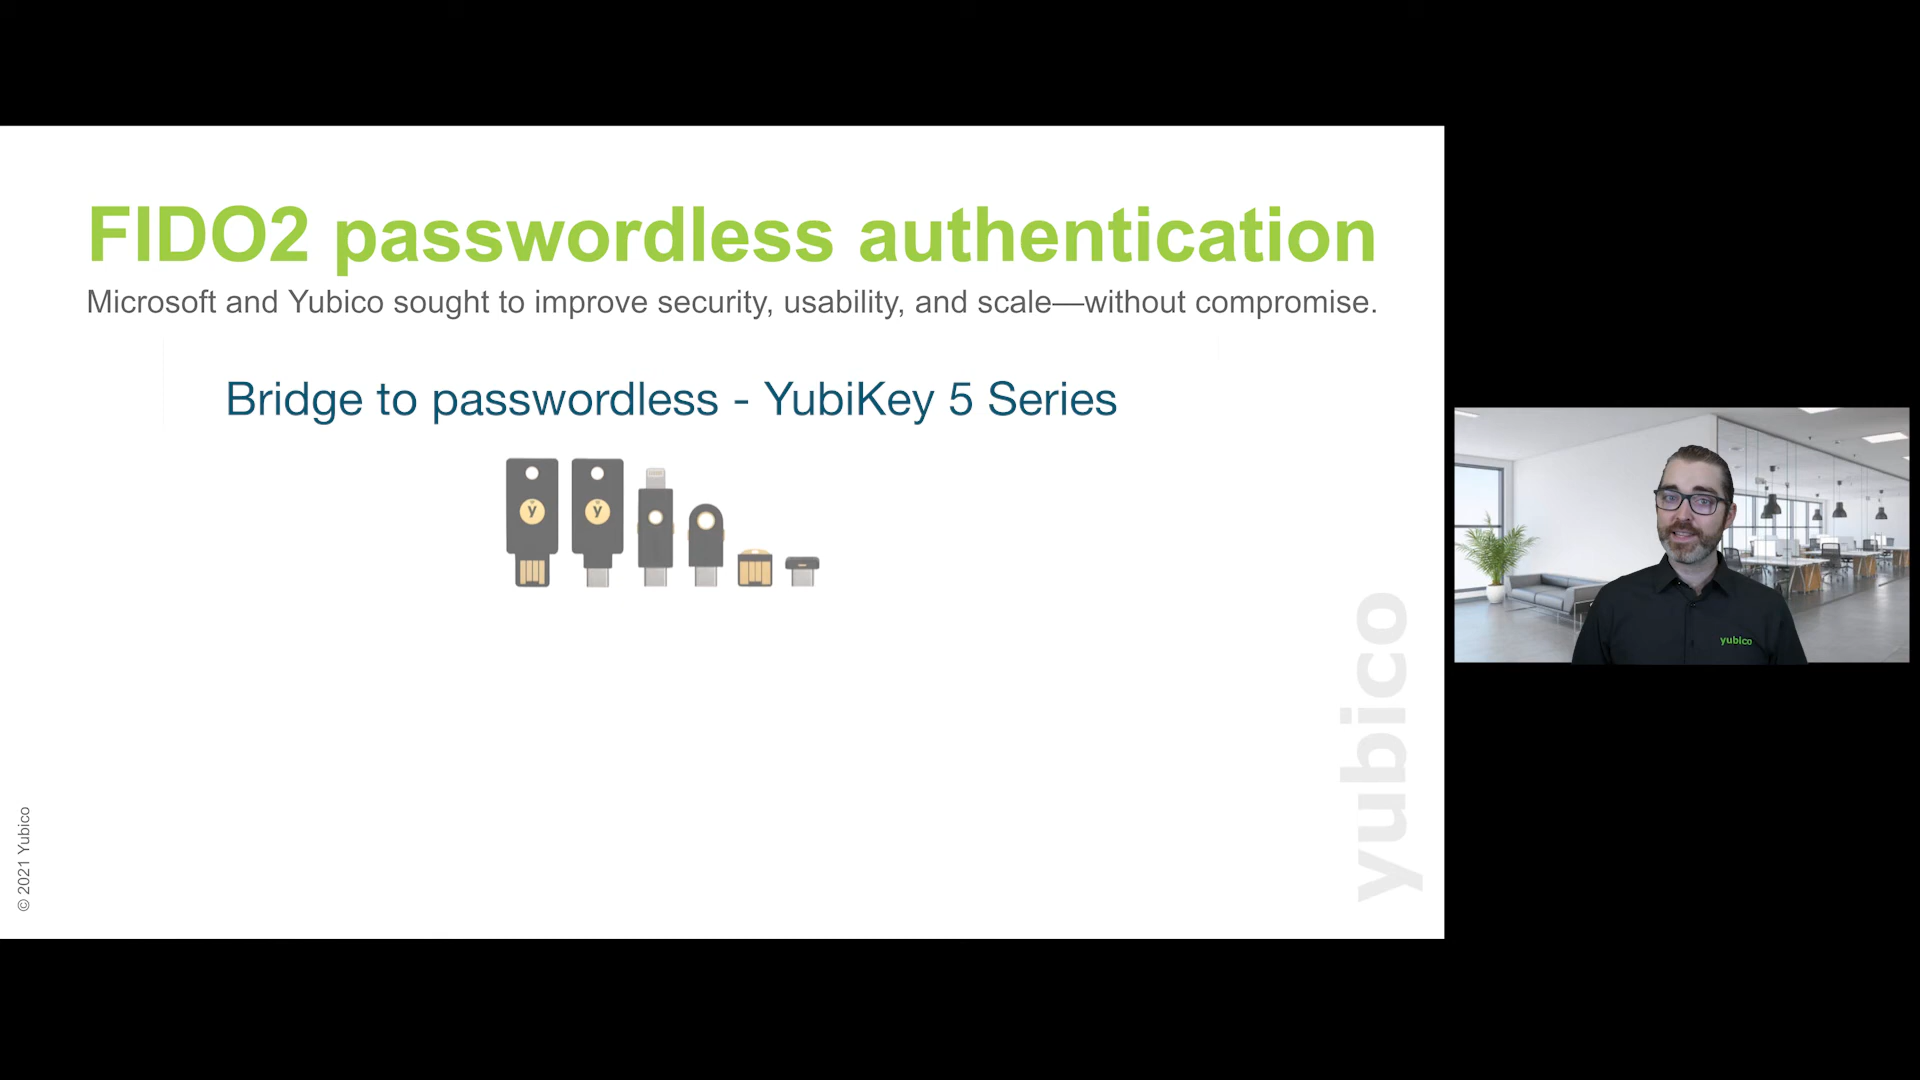 FIDO2 passwordless authentication
Microsoft and Yubico sought to improve security, usability, and scale—without compromise.
Bridge to passwordless - YubiKey 5 Series
y
y
yubico
© 2021 Yubico
yubico